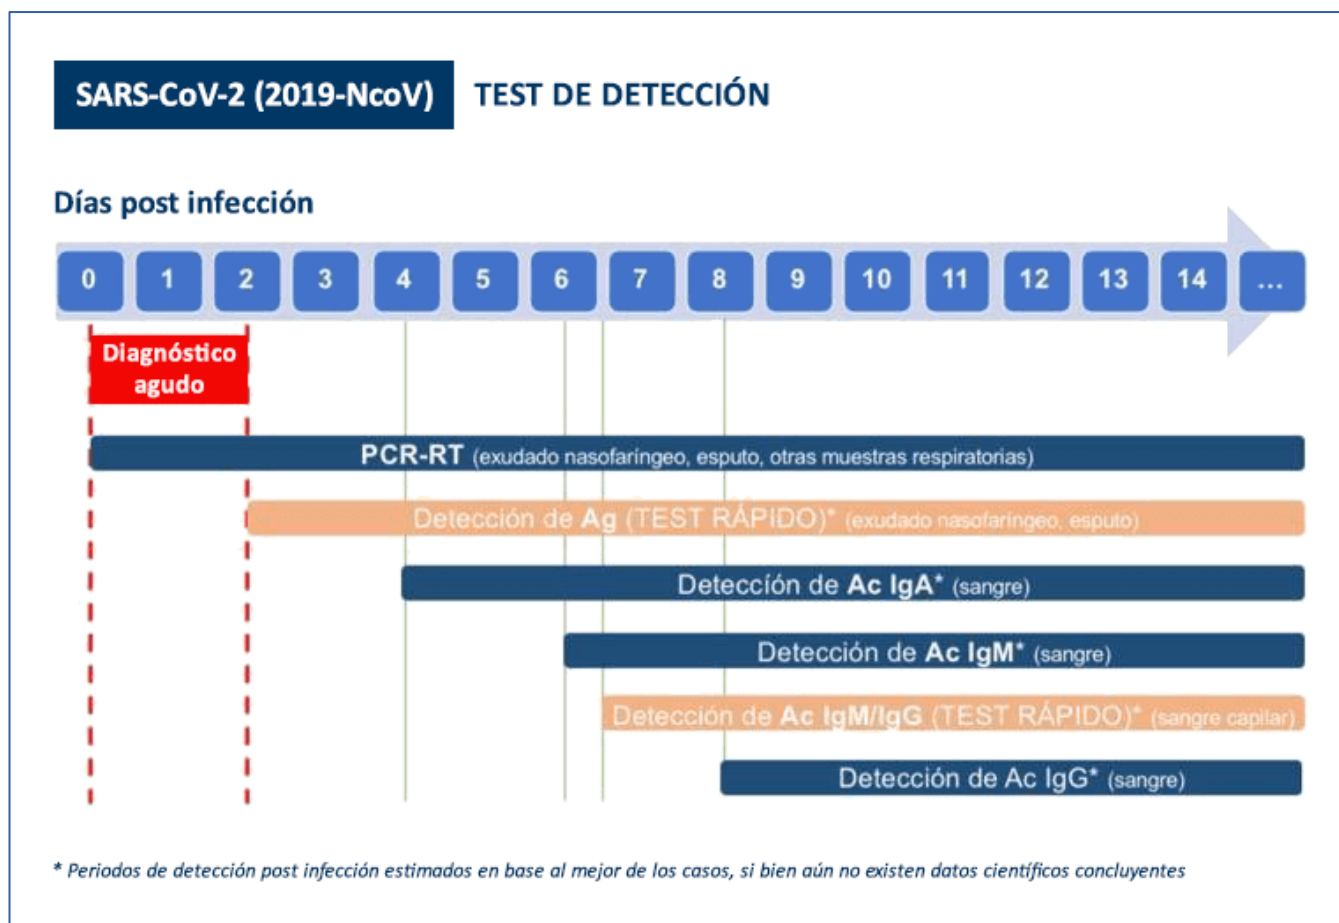 SARS-CoV-2 (2019-NcoV) TEST DE DETECCIÓN
Días post infección
0 1 2 3 4 5 6 7 8 9 10 11 12 13 14 ...
Diagnóstico
agudo
PCR-RT (exudado nasofaríngeo, esputo, otras muestras respiratorias)
Detección de Ag (TEST RÁPIDO)* (exudado nasofaríngeo, esputo)
Detección de Ac IgA* (sangre)
Detección de Ac IgM* (sangre)
Detección de Ac IgM/IgG (TEST RÁPIDO)* (sangre capilar)
Detección de Ac IgG* (sangre)
* Periodos de detección post infección estimados en base al mejor de los casos, si bien aún no existen datos científicos concluyentes